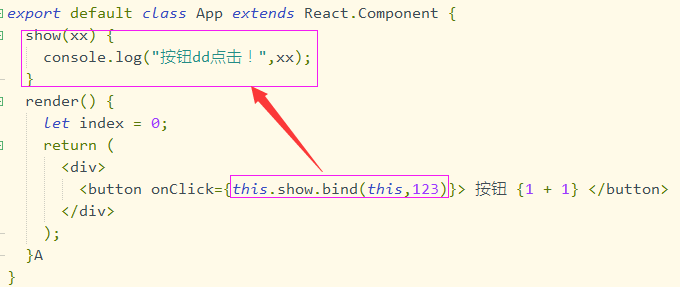 export default class App extends React.Component {
show(xx) {
console.log("按钮dd点击！",xx);
}
render() {
let index = 0;
return (
<div>
<button onClick={this.show.bind(this,123)}> 按钮 {1 + 1} </button>
</div>
);
}A
}